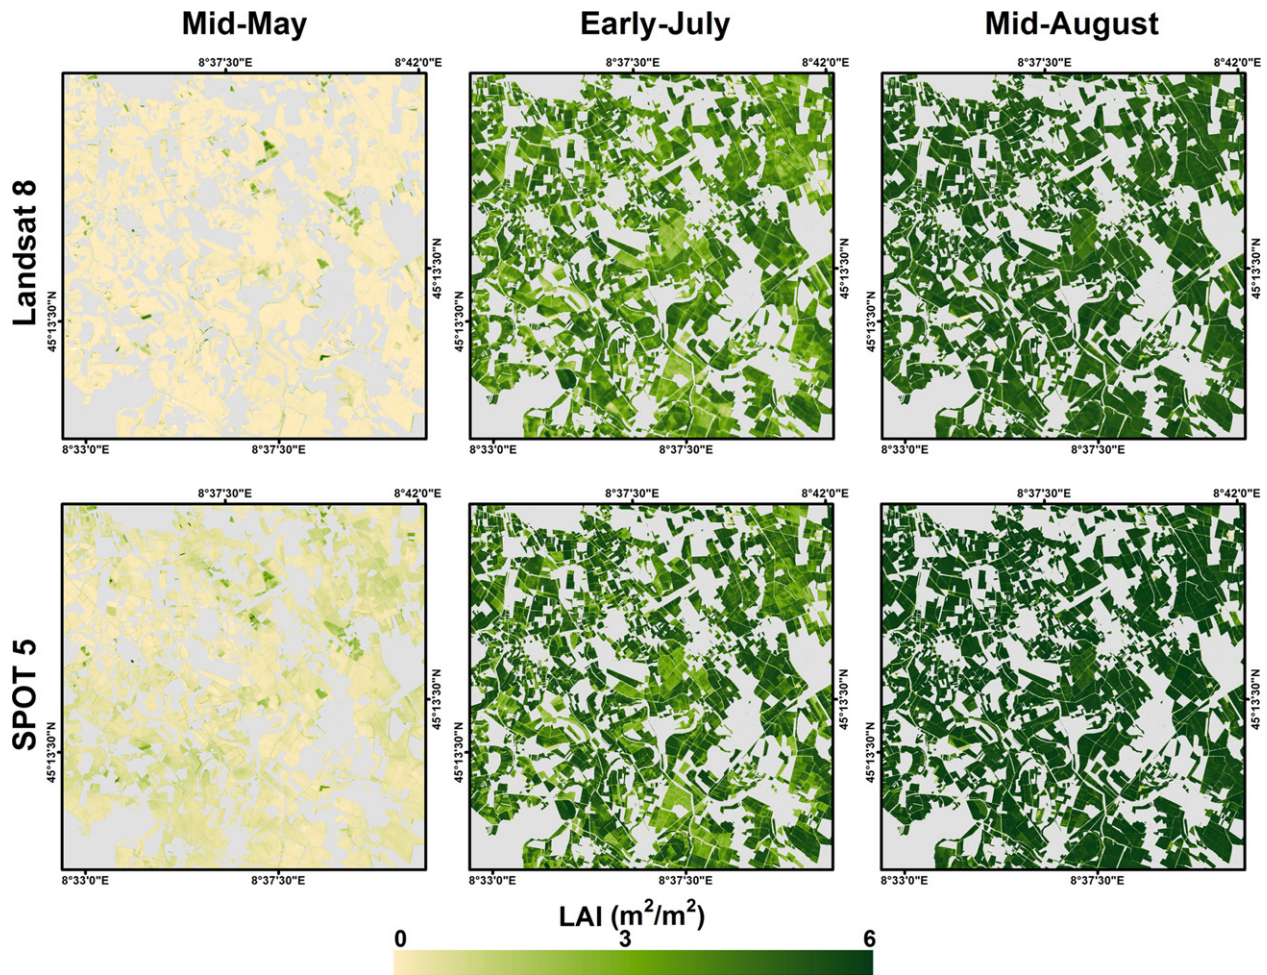 Mid-May Early-July Mid-August
8°37'30"E 8°42'0"E 8°37'30"E 8°42'0"E 8°37'30"E 8°42'0"E
Landsat 8
45°13'30"N 45°13'30"N 45°13'30"N
45°13'30"N 45°13'30"N 45°13'30"N
8°33'0"E 8°37'30"E 8°33'0"E 8°37'30"E 8°33'0"E 8°37'30"E
8°37'30"E 8°42'0"E 8°37'30"E 8°42'0"E 8°37'30"E 8°42'0"E
SPOT 5
45°13'30"N 45°13'30"N 45°13'30"N
45°13'30"N 45°13'30"N 45°13'30"N
8°33'0"E 8°37'30"E 8°33'0"E 8°37'30"E 8°33'0"E 8°37'30"E
LAI (m²/m²)
0 3 6